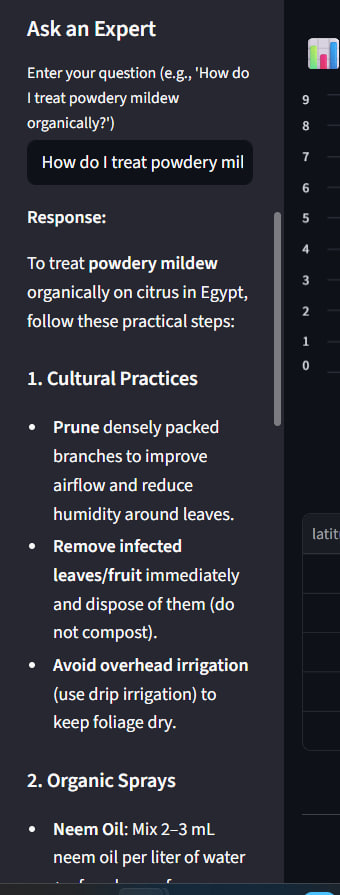 Ask an Expert
Enter your question (e.g., 'How do
I treat powdery mildew
organically?')
How do I treat powdery mil
Response:
To treat powdery mildew
organically on citrus in Egypt,
follow these practical steps:
1. Cultural Practices
• Prune densely packed
branches to improve
airflow and reduce
humidity around leaves.
• Remove infected
leaves/fruit immediately
and dispose of them (do
not compost).
• Avoid overhead irrigation
(use drip irrigation) to
keep foliage dry.
2. Organic Sprays
• Neem Oil: Mix 2–3 mL
neem oil per liter of water
9
8
7
6
5
4
3
2
1
0
latit